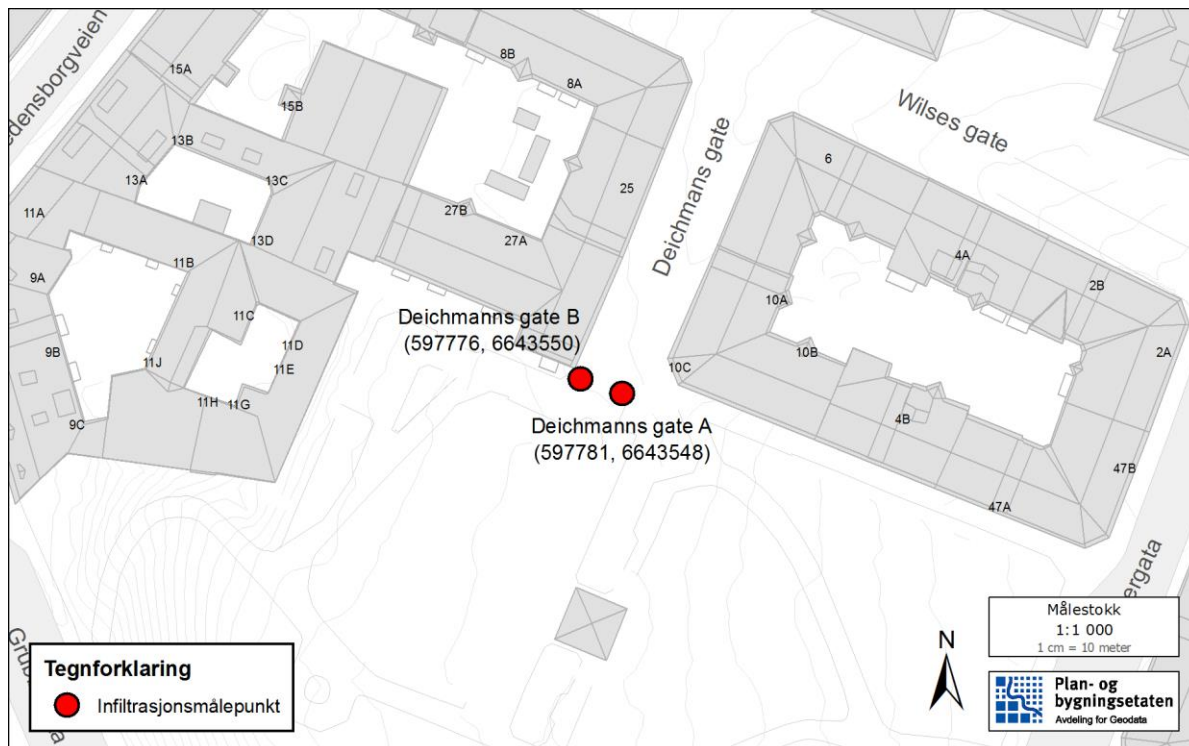 edensborgveien
8B
8A
15A
15B
13B
13A
13C
13D
11A
11B
9A
9B
9C
11C
11D
11E
11J
11H
11G
27B
27A
25
Deichmans gate
Wilses gate
6
4A
2B
2A
10A
10B
10C
4B
47B
47A
Deichmanns gate B
(597776, 6643550)
Deichmanns gate A
(597781, 6643548)
ergata
Målestokk
1:1 000
1 cm = 10 meter
N
Plan- og
bygningsetaten
Avdeling for Geodata
Tegnforklaring
Infiltrasjonsmålepunkt